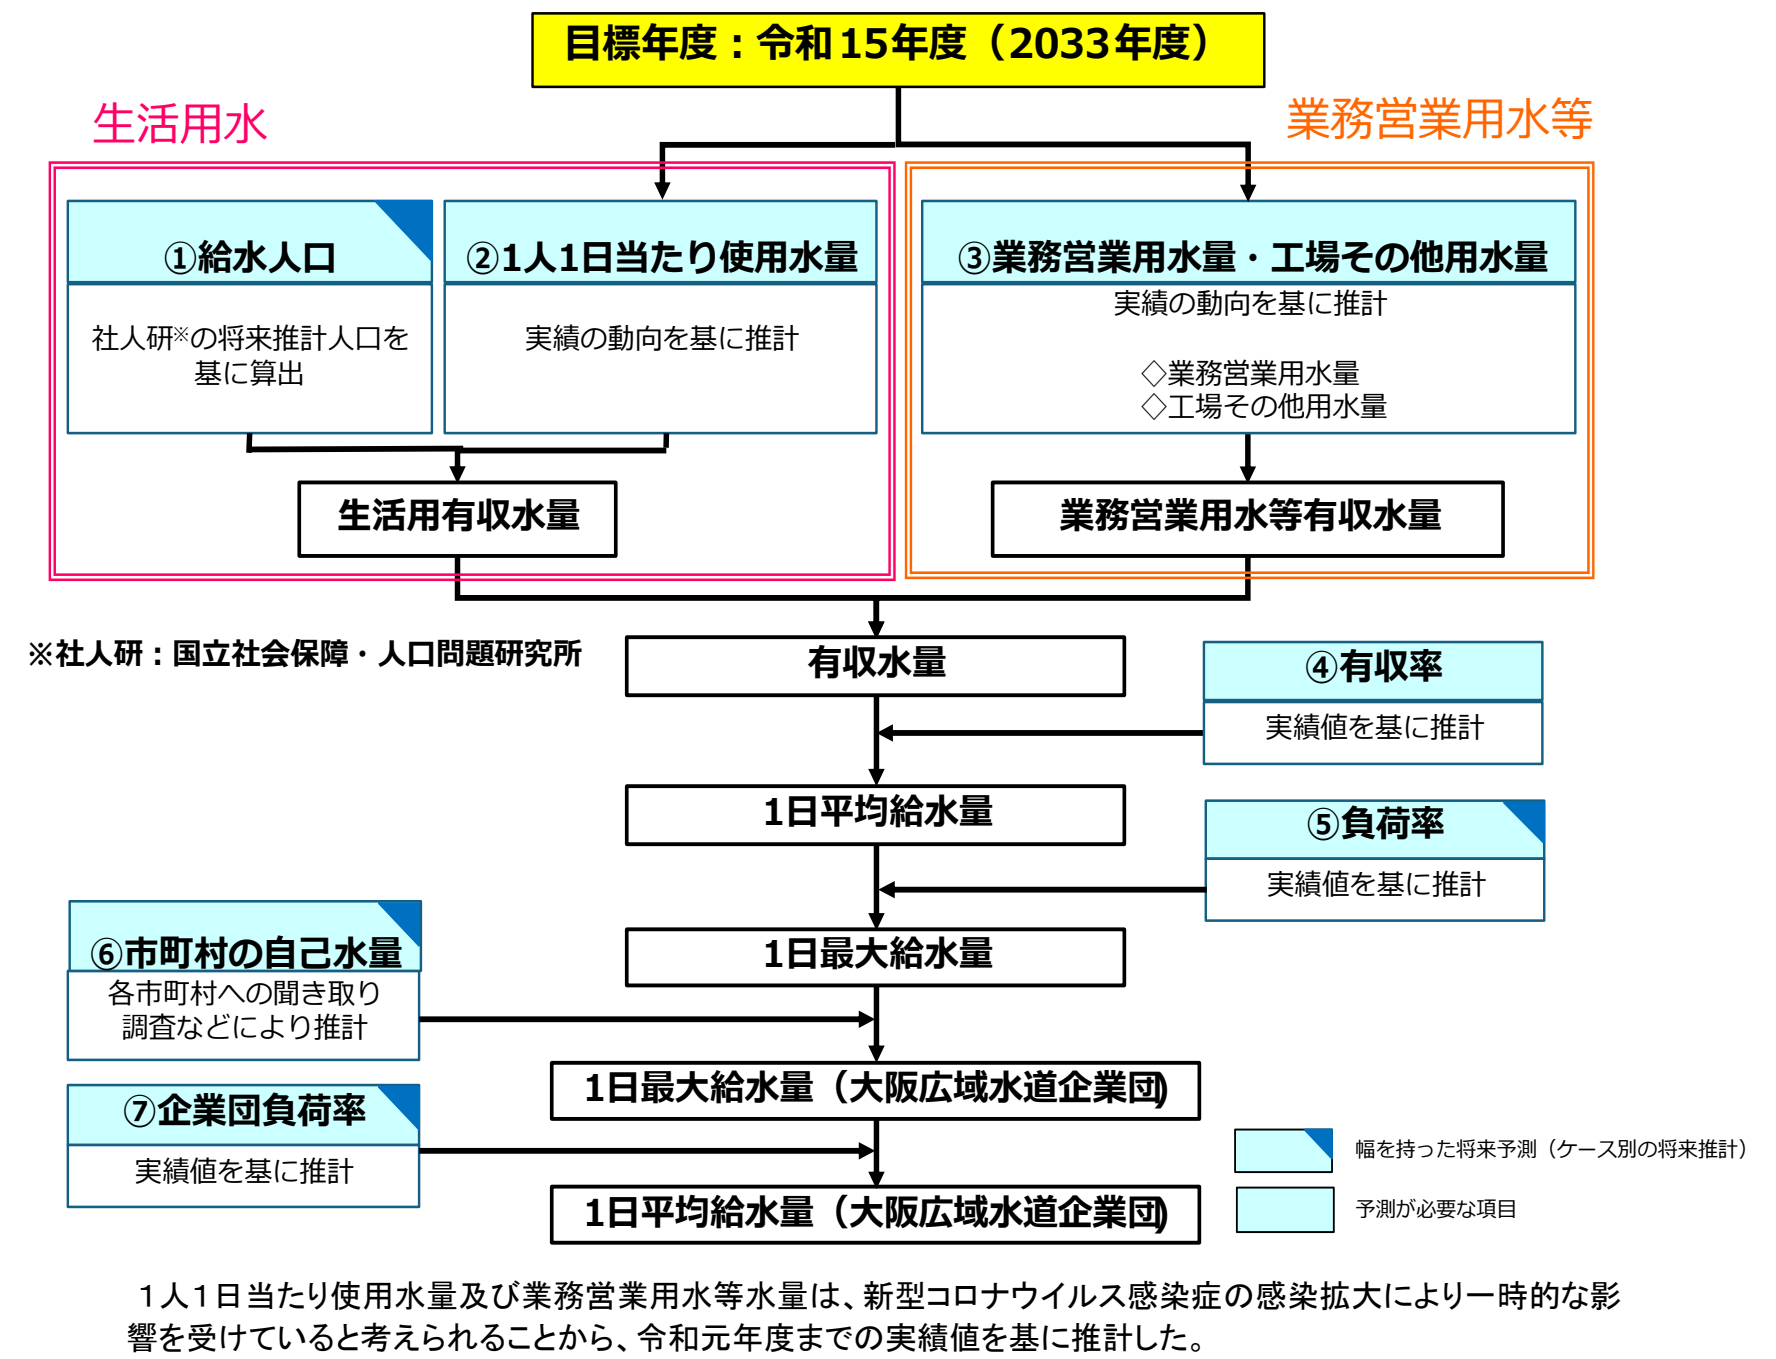 目標年度：令和15年度（2033年度）
生活用水
業務営業用水等
①給水人口
社人研※の将来推計人口を
基に算出
②1人1日当たり使用水量
実績の動向を基に推計
③業務営業用水量・工場その他用水量
実績の動向を基に推計
◇業務営業用水量
◇工場その他用水量
生活用有収水量
業務営業用水等有収水量
※社人研：国立社会保障・人口問題研究所
有収水量
④有収率
実績値を基に推計
1日平均給水量
⑤負荷率
実績値を基に推計
1日最大給水量
⑥市町村の自己水量
各市町村への聞き取り
調査などにより推計
1日最大給水量（大阪広域水道企業団)
⑦企業団負荷率
実績値を基に推計
1日平均給水量（大阪広域水道企業団)
幅を持った将来予測（ケース別の将来推計）
予測が必要な項目
１人１日当たり使用水量及び業務営業用水等水量は、新型コロナウイルス感染症の感染拡大により一時的な影
響を受けていると考えられることから、令和元年度までの実績値を基に推計した。